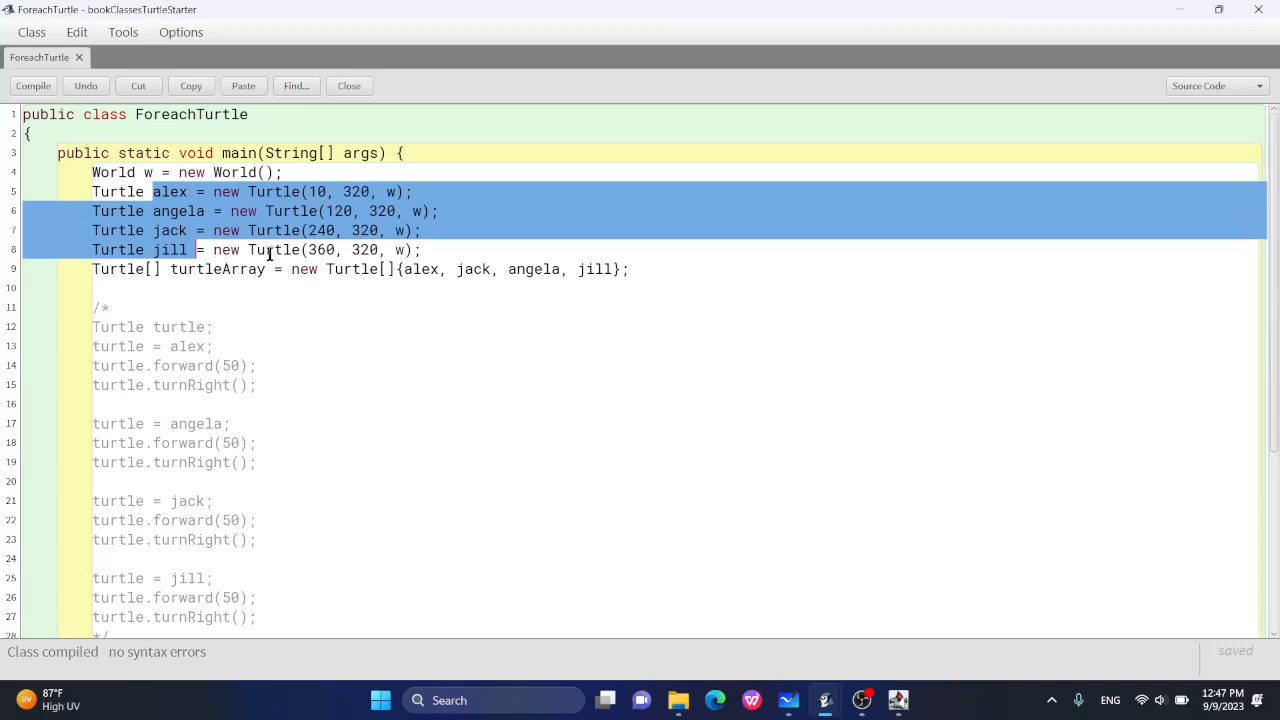 ForeachTurtle - bookClassesTurtleStarter
Class Edit Tools Options
ForeachTurtle ×
Compile Undo Cut Copy Paste Find... Close Source Code
1 public class ForeachTurtle
2 {
3 public static void main(String[] args) {
4 World w = new World();
5 Turtle alex = new Turtle(10, 320, w);
6 Turtle angela = new Turtle(120, 320, w);
7 Turtle jack = new Turtle(240, 320, w);
8 Turtle jill = new Turtle(360, 320, w);
9 Turtle[] turtleArray = new Turtle[]{alex, jack, angela, jill};
10
11 /*
12 Turtle turtle;
13 turtle = alex;
14 turtle.forward(50);
15 turtle.turnRight();
16
17 turtle = angela;
18 turtle.forward(50);
19 turtle.turnRight();
20
21 turtle = jack;
22 turtle.forward(50);
23 turtle.turnRight();
24
25 turtle = jill;
26 turtle.forward(50);
27 turtle.turnRight();
28 */
Class compiled - no syntax errors saved
87°F
High UV
Search
ENG
12:47 PM
9/9/2023